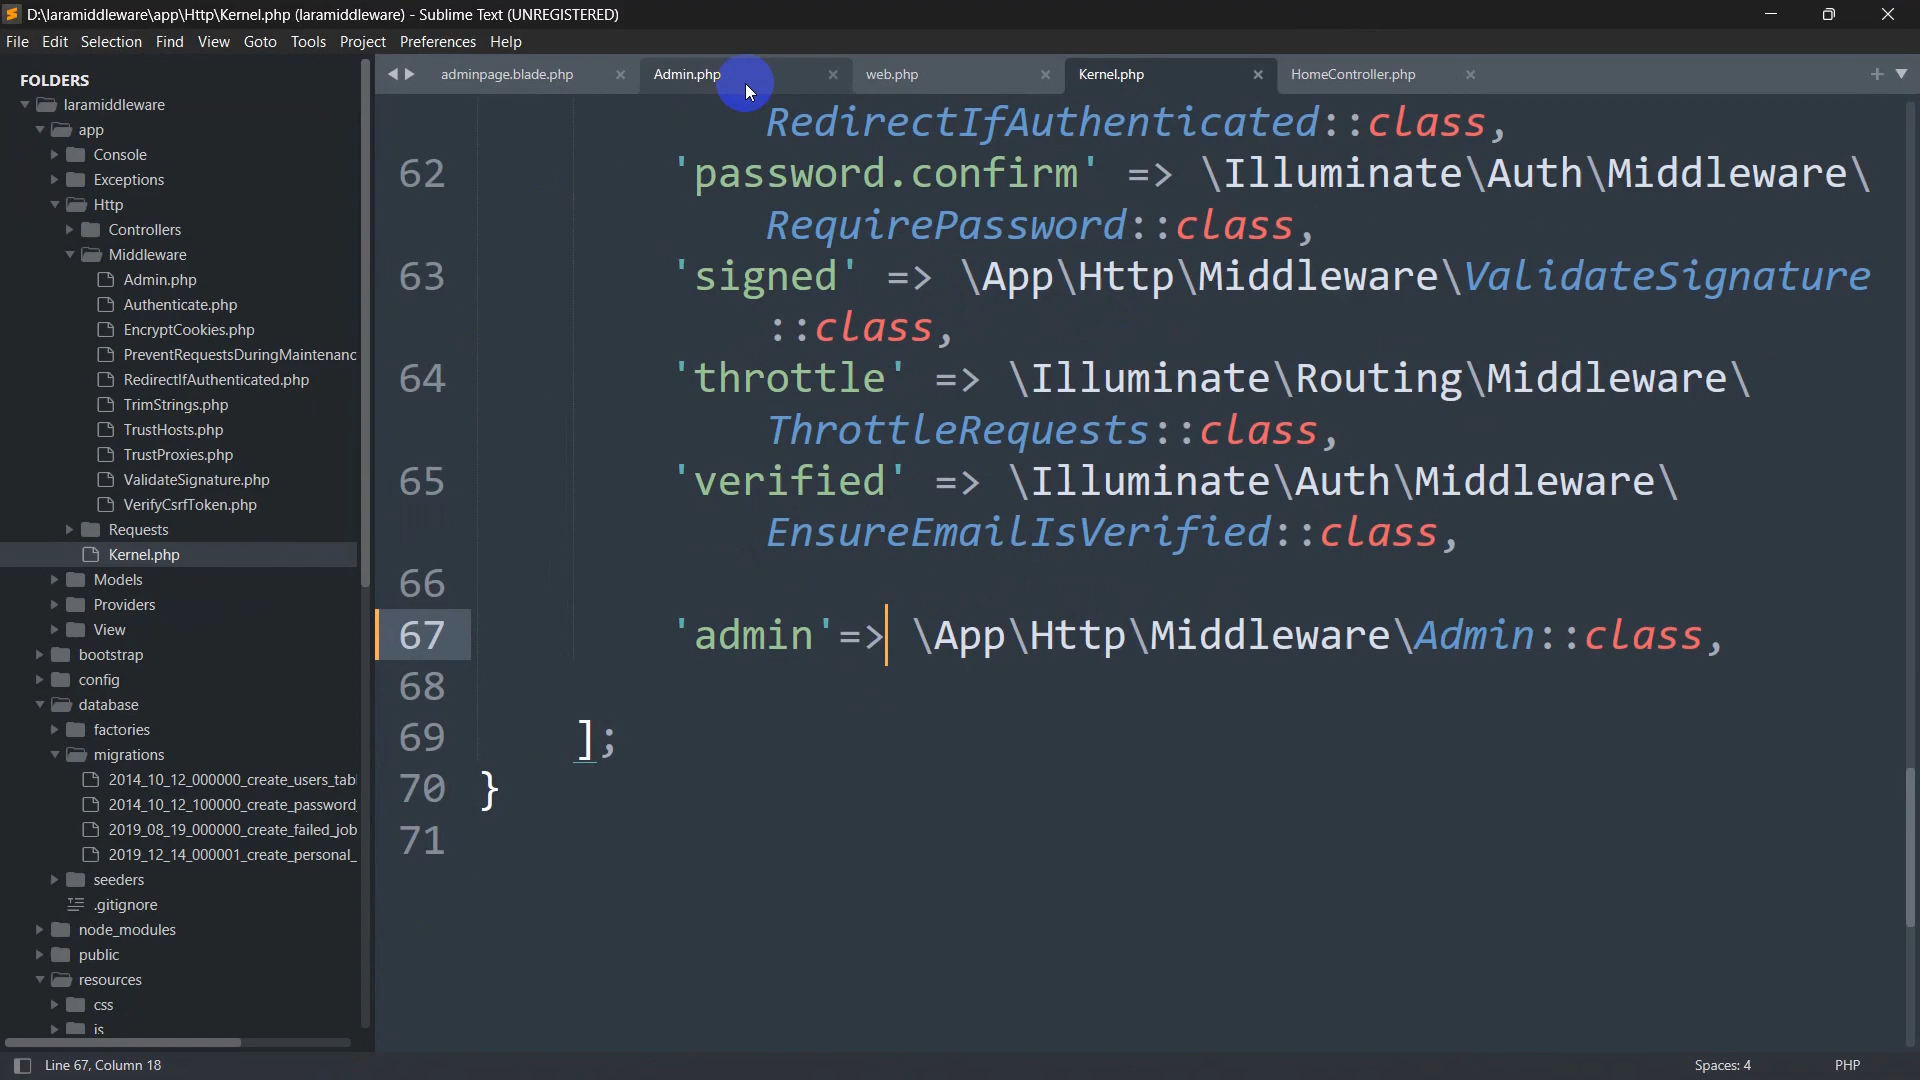 D:\laramiddleware\app\Http\Kernel.php (laramiddleware) - Sublime Text (UNREGISTERED)
File Edit Selection Find View Goto Tools Project Preferences Help
FOLDERS
laramiddleware
app
Console
Exceptions
Http
Controllers
Middleware
Admin.php
Authenticate.php
EncryptCookies.php
PreventRequestsDuringMaintenanc
RedirectIfAuthenticated.php
TrimStrings.php
TrustHosts.php
TrustProxies.php
ValidateSignature.php
VerifyCsrfToken.php
Requests
Kernel.php
Models
Providers
View
bootstrap
config
database
factories
migrations
2014_10_12_000000_create_users_tab
2014_10_12_100000_create_password_
2019_08_19_000000_create_failed_job
2019_12_14_000001_create_personal_
seeders
.gitignore
node_modules
public
resources
css
js
adminpage.blade.php Admin.php web.php Kernel.php HomeController.php
RedirectIfAuthenticated::class,
62 'password.confirm' => \Illuminate\Auth\Middleware\
RequirePassword::class,
63 'signed' => \App\Http\Middleware\ValidateSignature
::class,
64 'throttle' => \Illuminate\Routing\Middleware\
ThrottleRequests::class,
65 'verified' => \Illuminate\Auth\Middleware\
EnsureEmailIsVerified::class,
66
67 'admin'=> \App\Http\Middleware\Admin::class,
68
69 ];
70 }
71
Line 67, Column 18 Spaces: 4 PHP